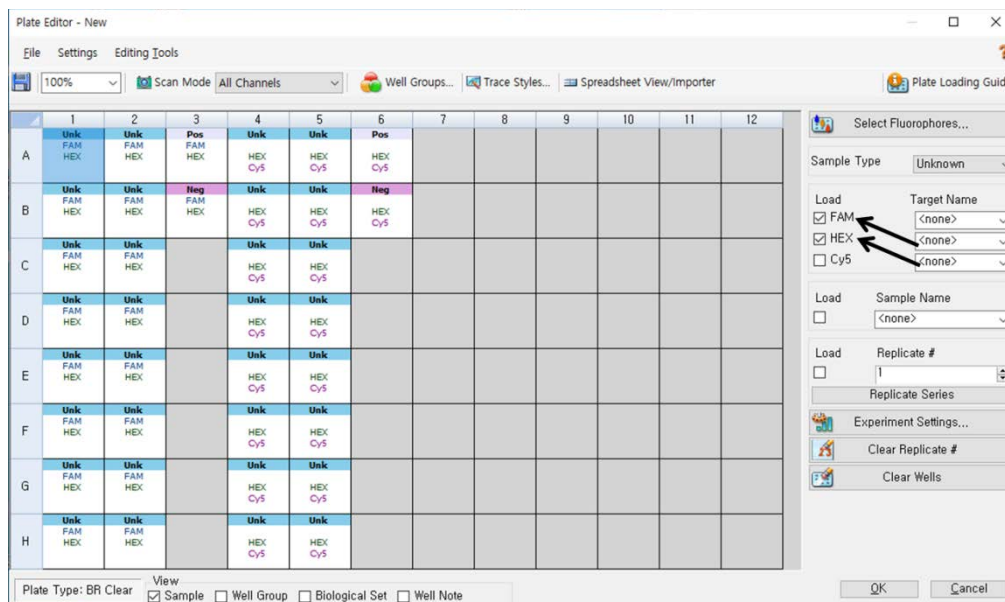 Plate Editor - New
File Settings Editing Tools
100% Scan Mode All Channels Well Groups... Trace Styles... Spreadsheet View/Importer Plate Loading Guid
1 2 3 4 5 6 7 8 9 10 11 12
A
Unk Unk Pos Unk Unk Pos
FAM FAM FAM
HEX HEX HEX HEX HEX HEX
Cy5 Cy5 Cy5
B
Unk Unk Neg Unk Unk Neg
FAM FAM FAM
HEX HEX HEX HEX HEX HEX
Cy5 Cy5 Cy5
C
Unk Unk Unk Unk
FAM FAM
HEX HEX HEX HEX
Cy5 Cy5
D
Unk Unk Unk Unk
FAM FAM
HEX HEX HEX HEX
Cy5 Cy5
E
Unk Unk Unk Unk
FAM FAM
HEX HEX HEX HEX
Cy5 Cy5
F
Unk Unk Unk Unk
FAM FAM
HEX HEX HEX HEX
Cy5 Cy5
G
Unk Unk Unk Unk
FAM FAM
HEX HEX HEX HEX
Cy5 Cy5
H
Unk Unk Unk Unk
FAM FAM
HEX HEX HEX HEX
Cy5 Cy5
Select Fluorophores...
Sample Type Unknown
Load Target Name
FAM <none>
HEX <none>
Cy5 <none>
Load Sample Name
<none>
Load Replicate #
1
Replicate Series
Experiment Settings...
Clear Replicate #
Clear Wells
Plate Type: BR Clear
View
Sample Well Group Biological Set Well Note
OK Cancel